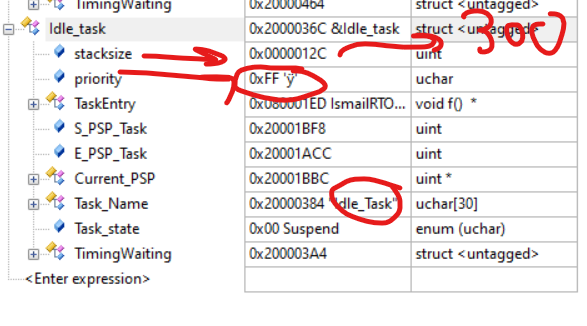 TimingWaiting 0x20000464 struct <untagged>
Idle_task 0x2000036C &Idle_task struct <untagged>
300
stacksize 0x0000012C uint
priority 0xFF 'ÿ' uchar
TaskEntry 0x080001ED IsmailRTO... void f() *
S_PSP_Task 0x20001BF8 uint
E_PSP_Task 0x20001ACC uint
Current_PSP 0x20001BBC uint *
Task_Name 0x20000384 "Idle_Task" uchar[30]
Task_state 0x00 Suspend enum (uchar)
TimingWaiting 0x200003A4 struct <untagged>
<Enter expression>